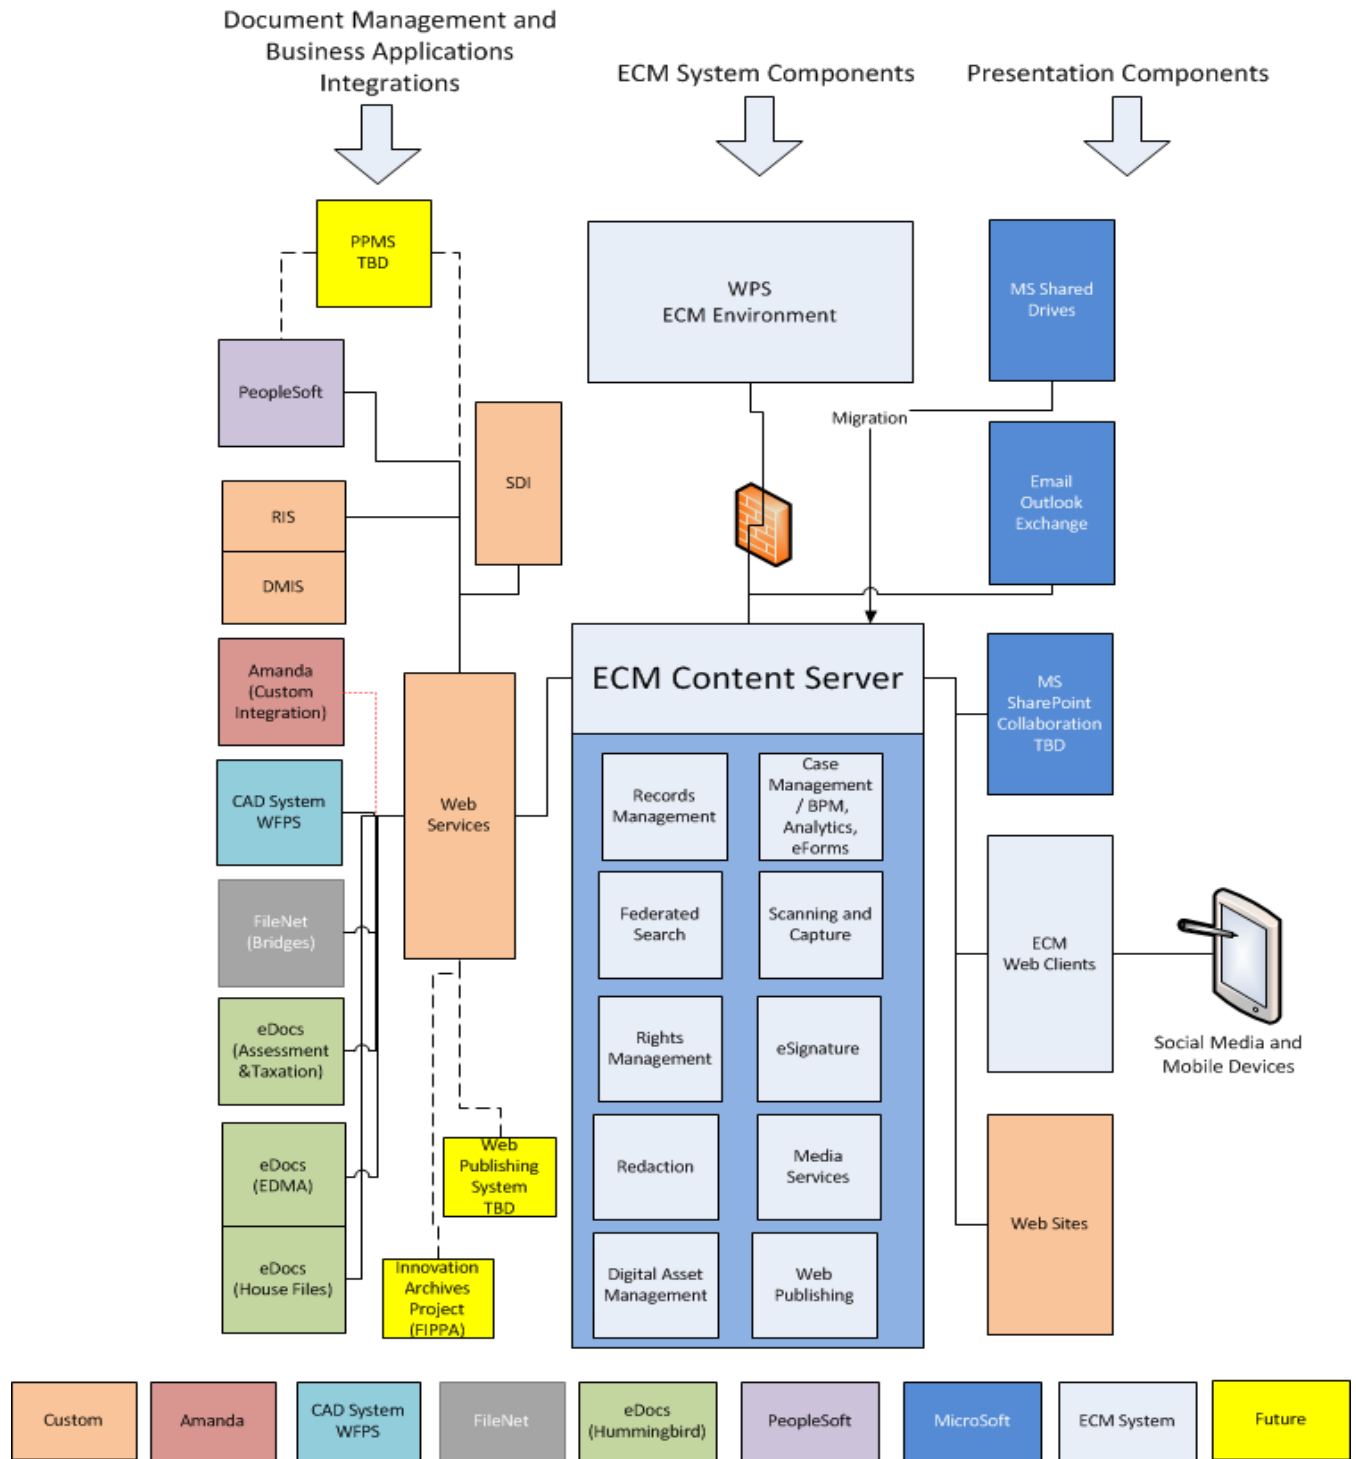 Document Management and
Business Applications
Integrations
ECM System Components
Presentation Components
PPMS
TBD
WPS
ECM Environment
MS Shared
Drives
PeopleSoft
Migration
SDI
Email
Outlook
Exchange
RIS
DMIS
Amanda
(Custom
Integration)
ECM Content Server
MS
SharePoint
Collaboration
TBD
CAD System
WFPS
Web
Services
Records
Management
Case
Management
/ BPM,
Analytics,
eForms
FileNet
(Bridges)
Federated
Search
Scanning and
Capture
ECM
Web Clients
eDocs
(Assessment
&Taxation)
Rights
Management
eSignature
Social Media and
Mobile Devices
eDocs
(EDMA)
Web
Publishing
System
TBD
Redaction
Media
Services
Web Sites
eDocs
(House Files)
Innovation
Archives
Project
(FIPPA)
Digital Asset
Management
Web
Publishing
Custom
Amanda
CAD System
WFPS
FileNet
eDocs
(Hummingbird)
PeopleSoft
MicroSoft
ECM System
Future